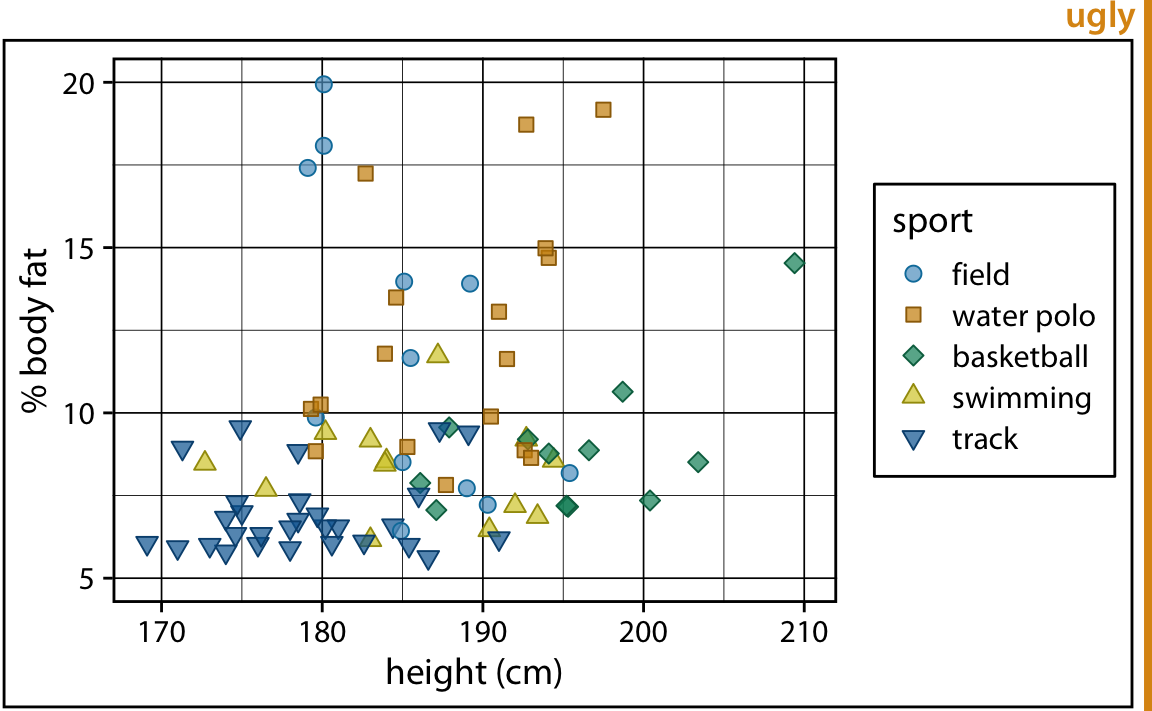 ugly
20
15
10
5
% body fat
170 180 190 200 210
height (cm)
sport
field
water polo
basketball
swimming
track